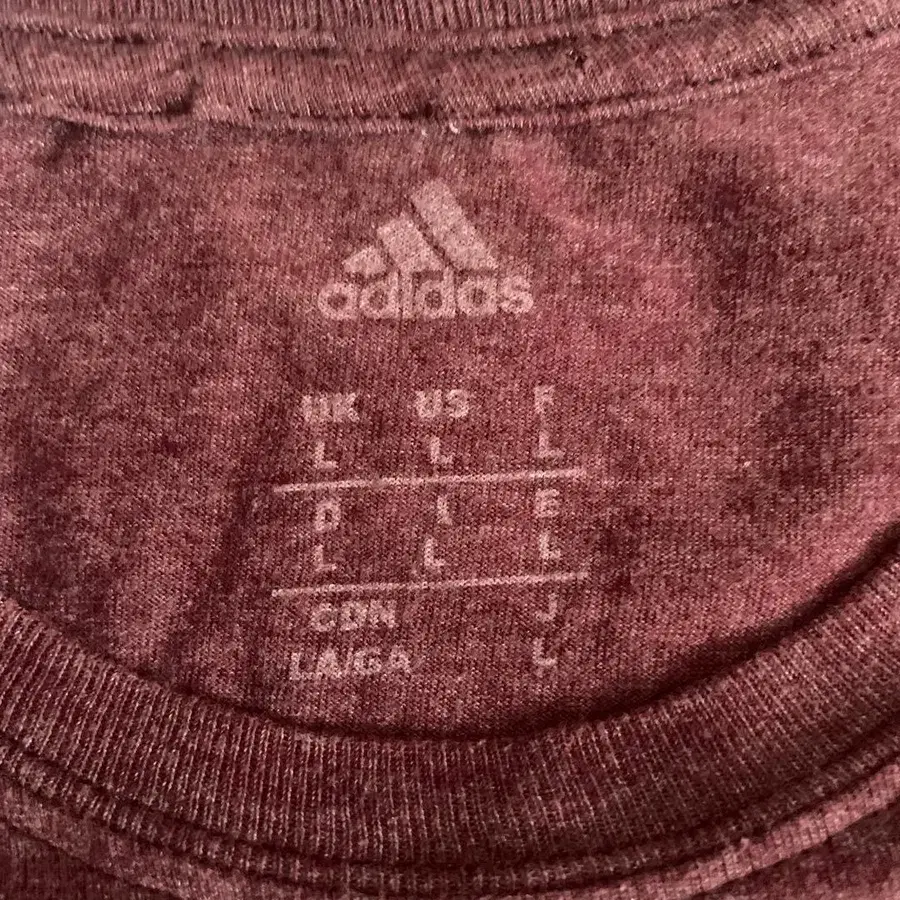 adidas
UK US F
L L L
D I E
L L L
CDN J
LA/GA L